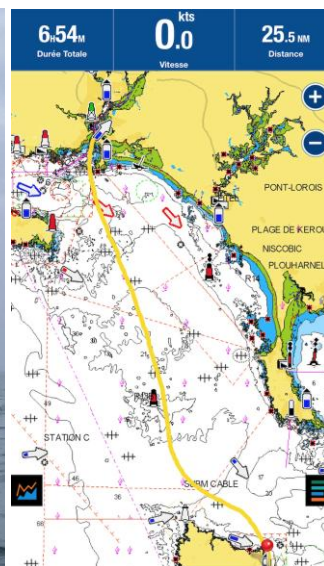 6H54M
Durée Totale
kts
0.0
Vitesse
25.5 NM
Distance
PONT-LOROIS
PLAGE DE KEROU
NISCOBIC
PLOUHARNEL
STATION C
SUBM CABLE
36